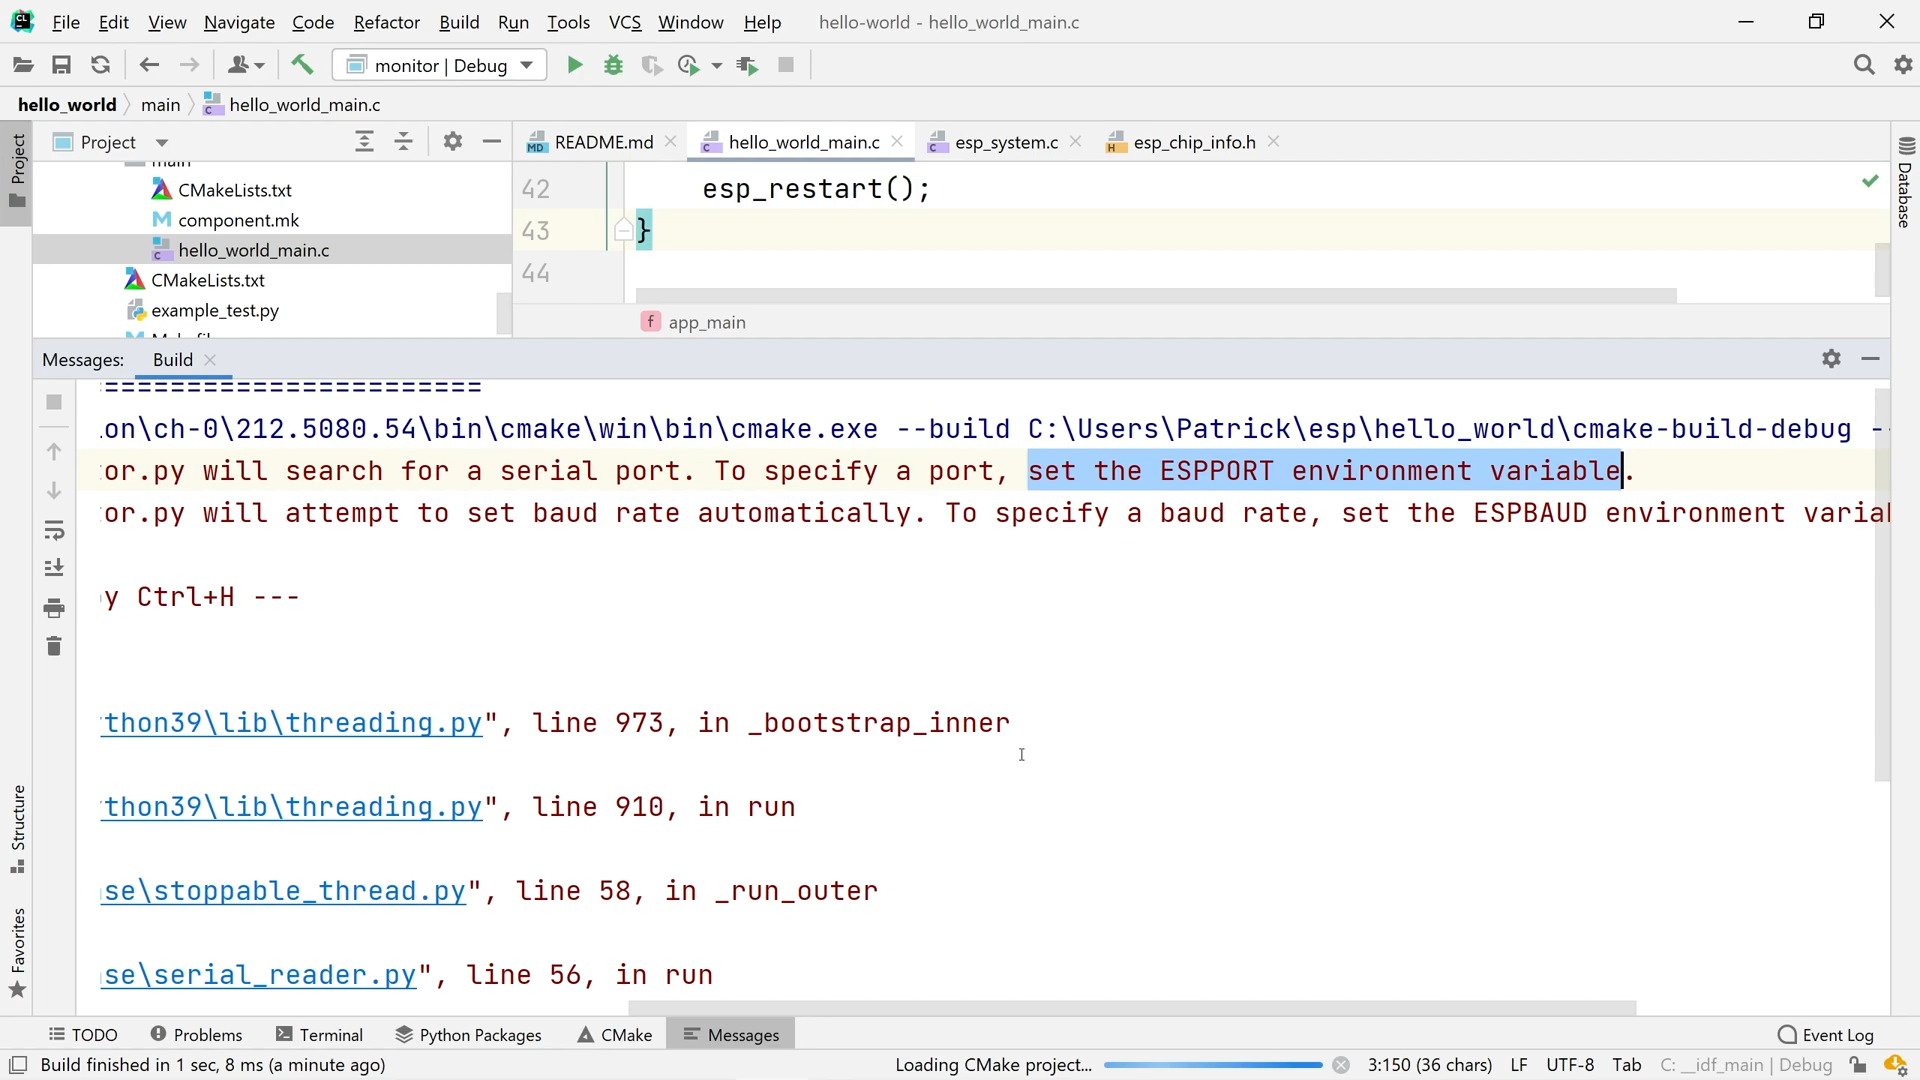 File Edit View Navigate Code Refactor Build Run Tools VCS Window Help hello-world - hello_world_main.c
monitor | Debug
hello_world main hello_world_main.c
Project
Project
README.md
hello_world_main.c
esp_system.c
esp_chip_info.h
Database
main
CMakeLists.txt
component.mk
hello_world_main.c
CMakeLists.txt
example_test.py
42 esp_restart();
43 }
44
app_main
Messages: Build
========================
on\ch-0\212.5080.54\bin\cmake\win\bin\cmake.exe --build C:\Users\Patrick\esp\hello_world\cmake-build-debug -
or.py will search for a serial port. To specify a port, set the ESPPORT environment variable.
or.py will attempt to set baud rate automatically. To specify a baud rate, set the ESPBAUD environment varia
y Ctrl+H ---
thon39\lib\threading.py", line 973, in _bootstrap_inner
thon39\lib\threading.py", line 910, in run
se\stoppable_thread.py", line 58, in _run_outer
se\serial_reader.py", line 56, in run
Structure
Favorites
TODO Problems Terminal Python Packages CMake Messages Event Log
Build finished in 1 sec, 8 ms (a minute ago) Loading CMake project... 3:150 (36 chars) LF UTF-8 Tab C: __idf_main | Debug